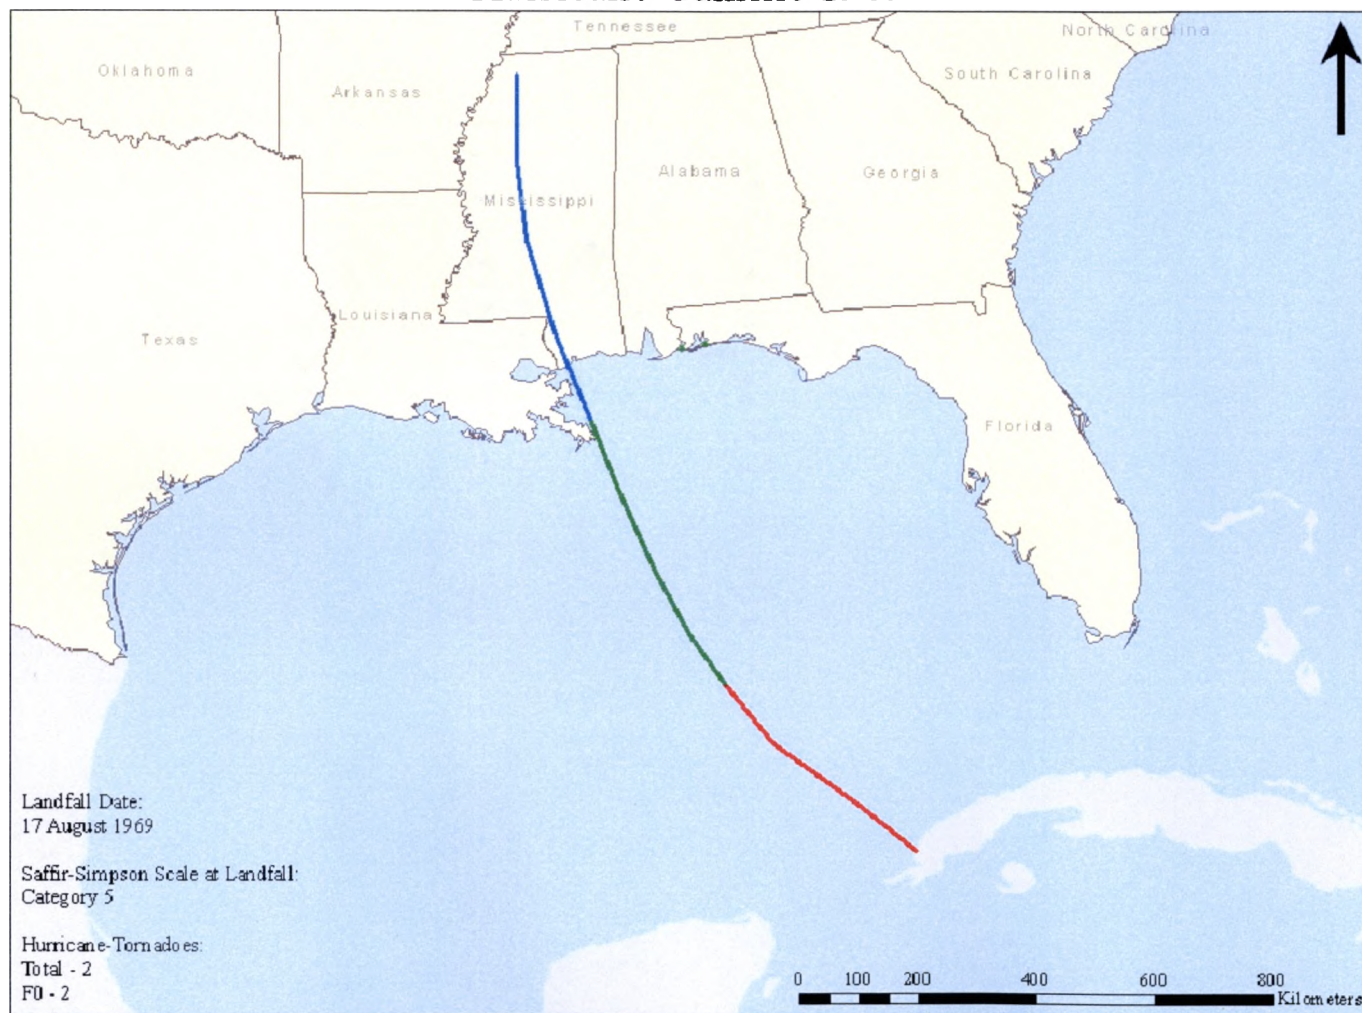 Tennessee
North Carolina
Oklahoma
South Carolina
Arkansas
Alabama
Georgia
Mississippi
Louisiana
Texas
Florida
Landfall Date:
17 August 1969
Saffir-Simpson Scale at Landfall:
Category 5
Hurricane-Tornadoes:
Total - 2
F0 - 2
0 100 200 400 600 800
Kilometers